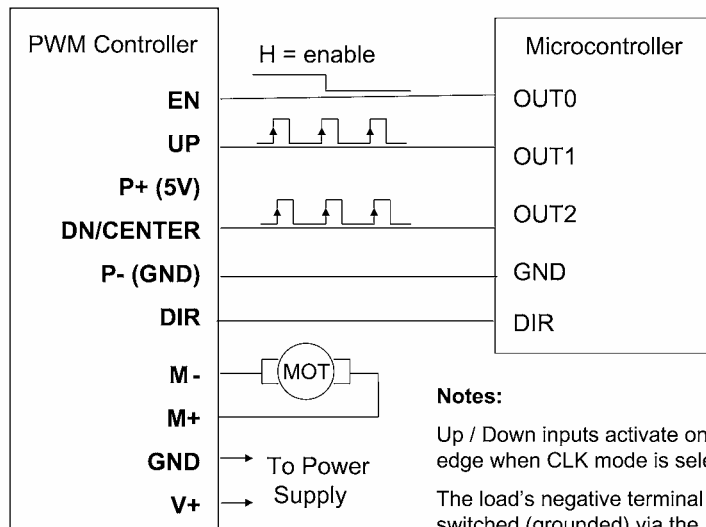 PWM Controller
EN
UP
P+ (5V)
DN/CENTER
P- (GND)
DIR
M -
M+
GND
V+
H = enable
MOT
To Power
Supply
Microcontroller
OUT0
OUT1
OUT2
GND
DIR
Notes:
Up / Down inputs activate on
edge when CLK mode is sele
The load's negative terminal
switched (grounded) via the